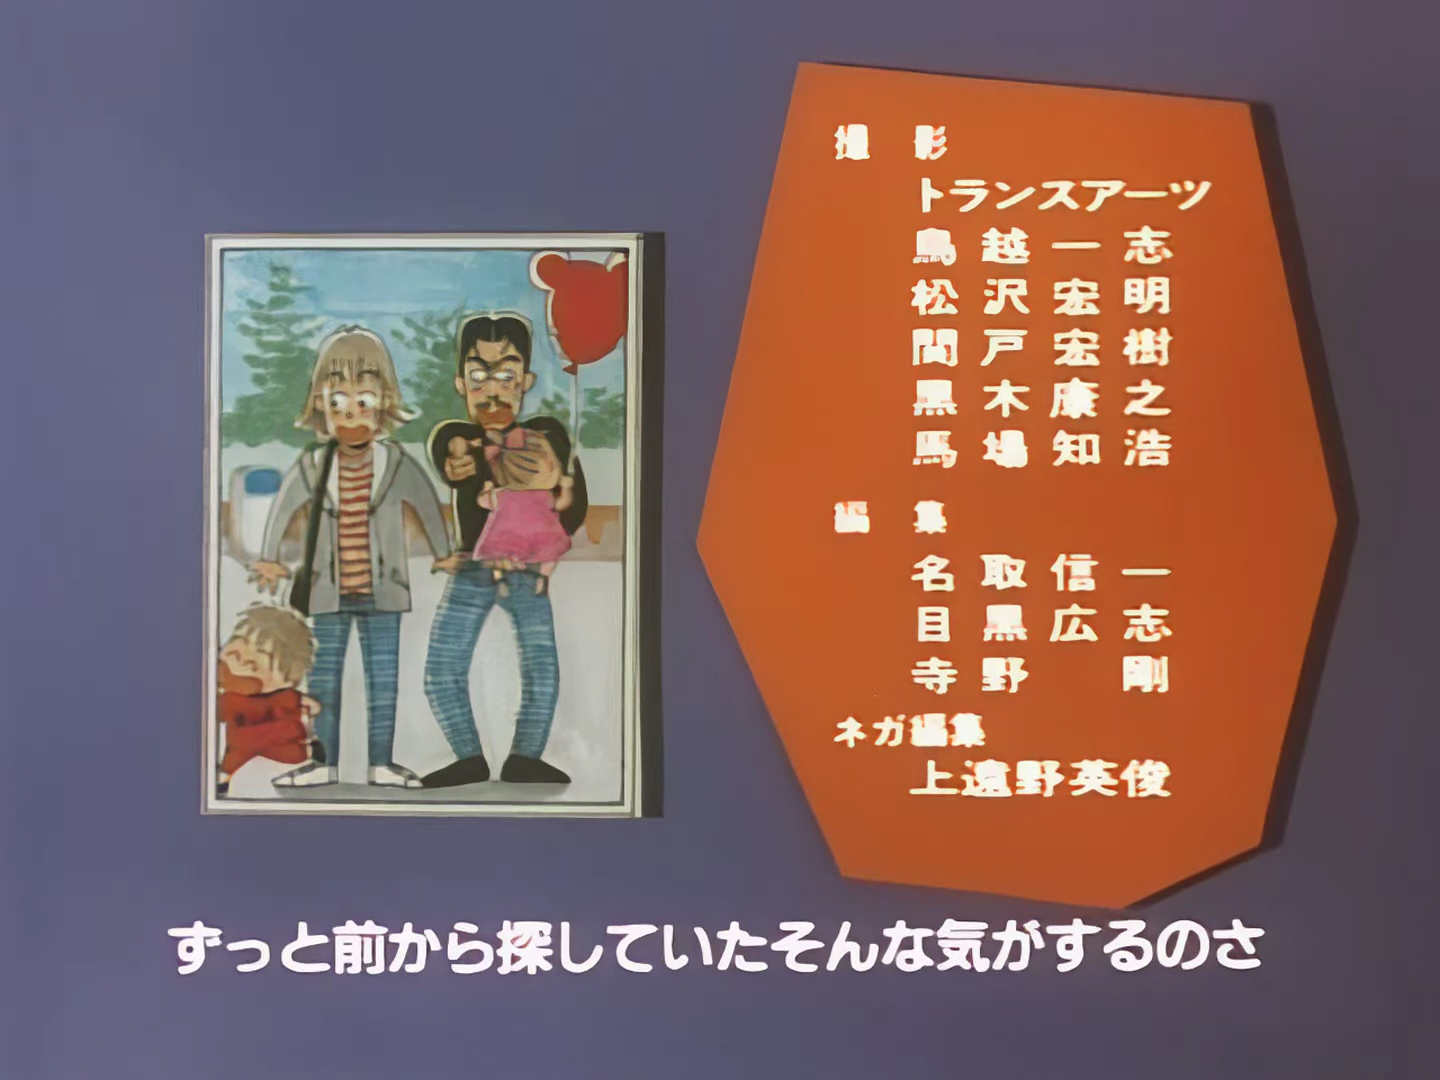 撮影
トランスアーツ
鳥越一志
松沢宏明
関戸宏樹
黒木康之
馬場知浩
編集
名取信一
目黒広志
寺野剛
ネガ編集
上遠野英俊
ずっと前から探していたそんな気がするのさ